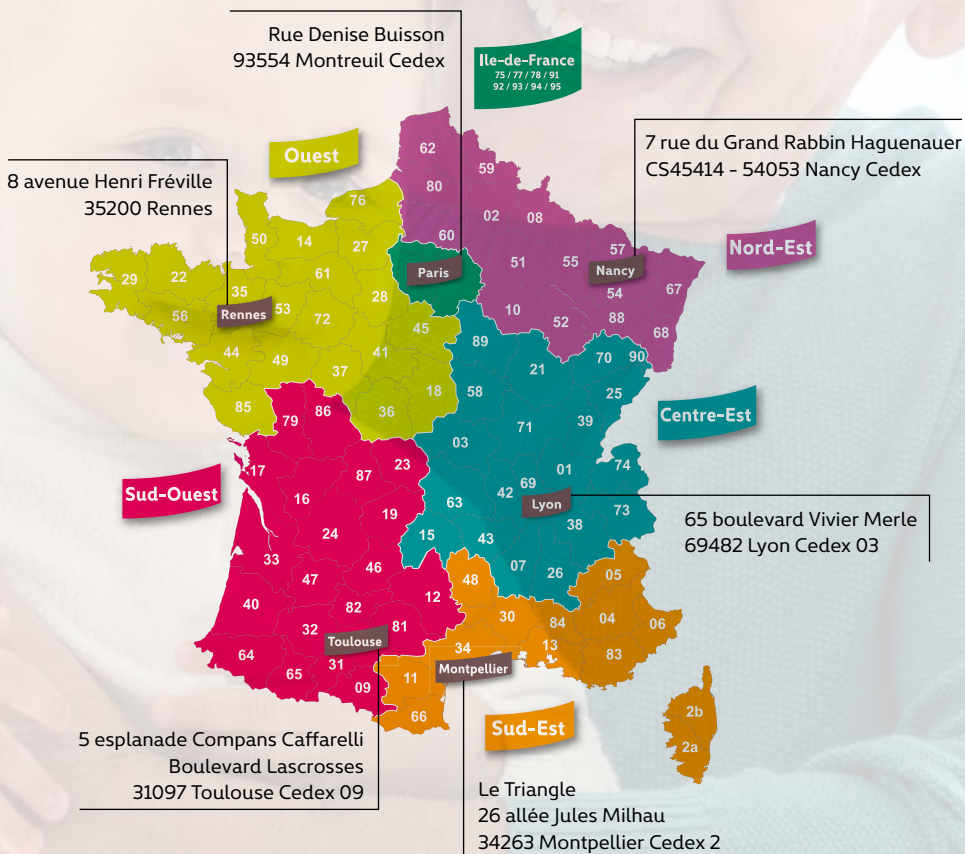 Rue Denise Buisson
93554 Montreuil Cedex
Ile-de-France
75 / 77 / 78 / 91
92 / 93 / 94 / 95
7 rue du Grand Rabbin Haguenauer
CS45414 - 54053 Nancy Cedex
Ouest
8 avenue Henri Fréville
35200 Rennes
Nord-Est
Centre-Est
Sud-Ouest
Sud-Est
62
59
80
76
02
08
60
50
14
27
57
51
55
Paris
Nancy
29
22
35
61
28
54
67
56
Rennes
53
72
10
52
88
68
45
89
44
49
41
21
70
90
37
58
25
85
79
86
36
18
71
39
03
17
87
23
01
74
16
69
42
Lyon
63
19
73
38
24
15
43
33
46
07
26
05
47
48
40
12
30
84
04
06
82
32
81
Toulouse
34
13
83
64
65
31
Montpellier
11
09
66
2b
2a
65 boulevard Vivier Merle
69482 Lyon Cedex 03
5 esplanade Compans Caffarelli
Boulevard Lascrosses
31097 Toulouse Cedex 09
Le Triangle
26 allée Jules Milhau
34263 Montpellier Cedex 2